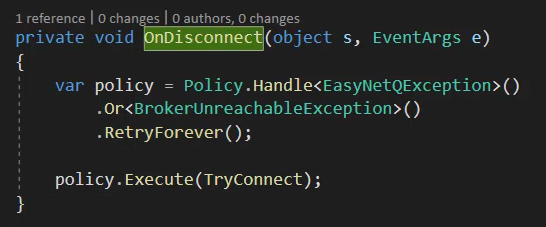 1 reference | 0 changes | 0 authors, 0 changes
private void OnDisconnect(object s, EventArgs e)
{
    var policy = Policy.Handle<EasyNetQException>()
        .Or<BrokerUnreachableException>()
        .RetryForever();

    policy.Execute(TryConnect);
}